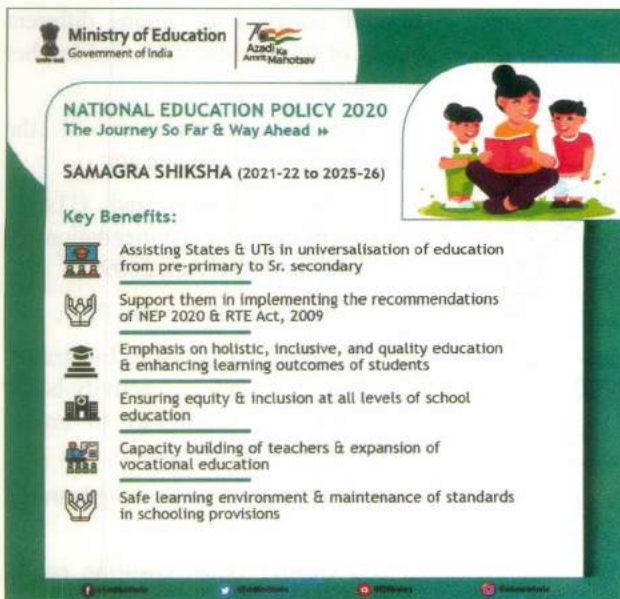 Ministry of Education
Government of India
Azadi Ka
Amrit Mahotsav
NATIONAL EDUCATION POLICY 2020
The Journey So Far & Way Ahead »
SAMAGRA SHIKSHA (2021-22 to 2025-26)
Key Benefits:
Assisting States & UTs in universalisation of education
from pre-primary to Sr. secondary
Support them in implementing the recommendations
of NEP 2020 & RTE Act, 2009
Emphasis on holistic, inclusive, and quality education
& enhancing learning outcomes of students
Ensuring equity & inclusion at all levels of school
education
Capacity building of teachers & expansion of
vocational education
Safe learning environment & maintenance of standards
in schooling provisions